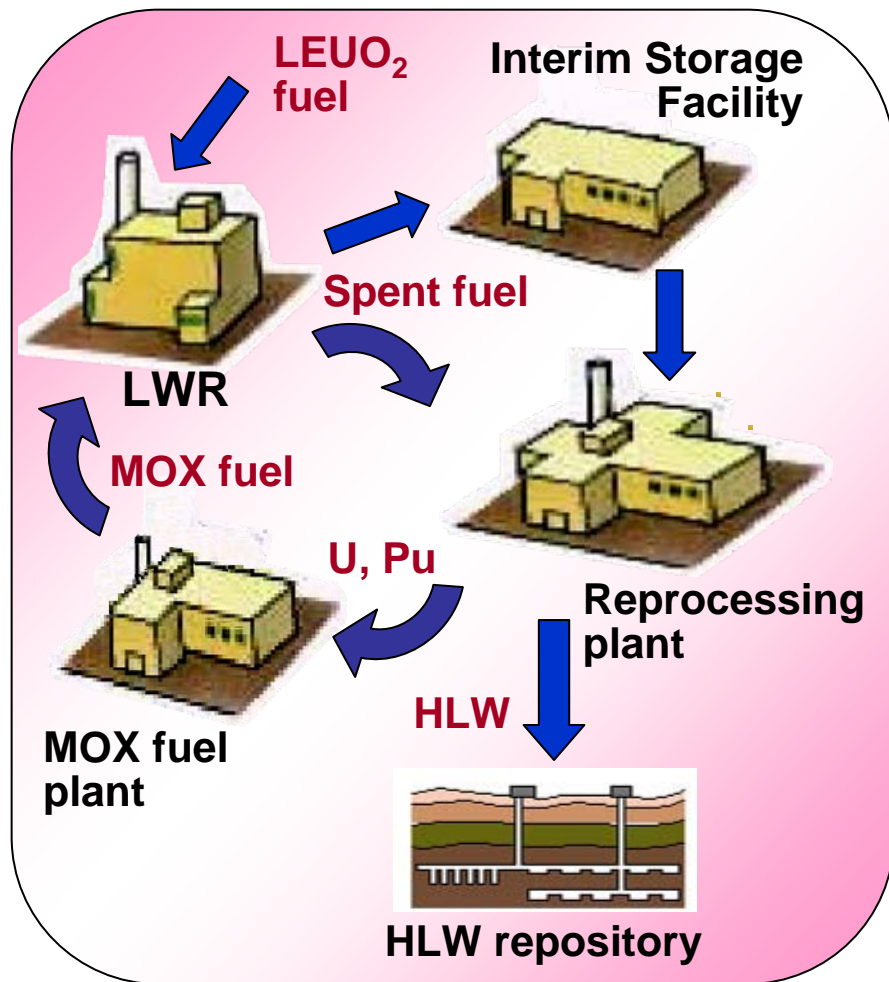 LEUO₂
fuel
Interim Storage
Facility
Spent fuel
LWR
MOX fuel
U, Pu
Reprocessing
plant
HLW
MOX fuel
plant
HLW repository